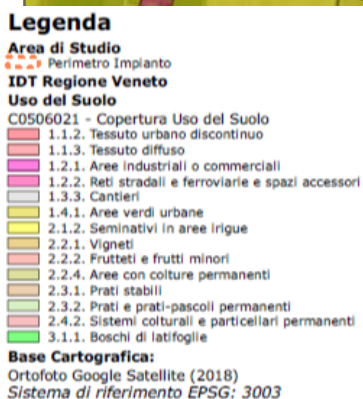 Legenda
Area di Studio
Perimetro Impianto
IDT Regione Veneto
Uso del Suolo
C0506021 - Copertura Uso del Suolo
1.1.2. Tessuto urbano discontinuo
1.1.3. Tessuto diffuso
1.2.1. Aree industriali o commerciali
1.2.2. Reti stradali e ferroviarie e spazi accessori
1.3.3. Cantieri
1.4.1. Aree verdi urbane
2.1.2. Seminativi in aree irigue
2.2.1. Vigneti
2.2.2. Frutteti e frutti minori
2.2.4. Aree con colture permanenti
2.3.1. Prati stabili
2.3.2. Prati e prati-pascoli permanenti
2.4.2. Sistemi colturali e particellari permanenti
3.1.1. Boschi di latifoglie
Base Cartografica:
Ortofoto Google Satellite (2018)
Sistema di riferimento EPSG: 3003